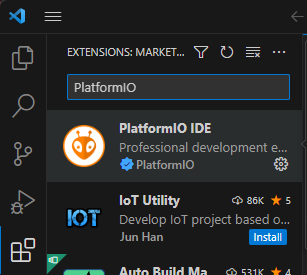 EXTENSIONS: MARKET...
PlatformIO
PlatformIO IDE
Professional development e...
PlatformIO
IoT Utility 86K 5
Develop IoT project based o...
Jun Han Install
Auto Build Ma... 531K 4